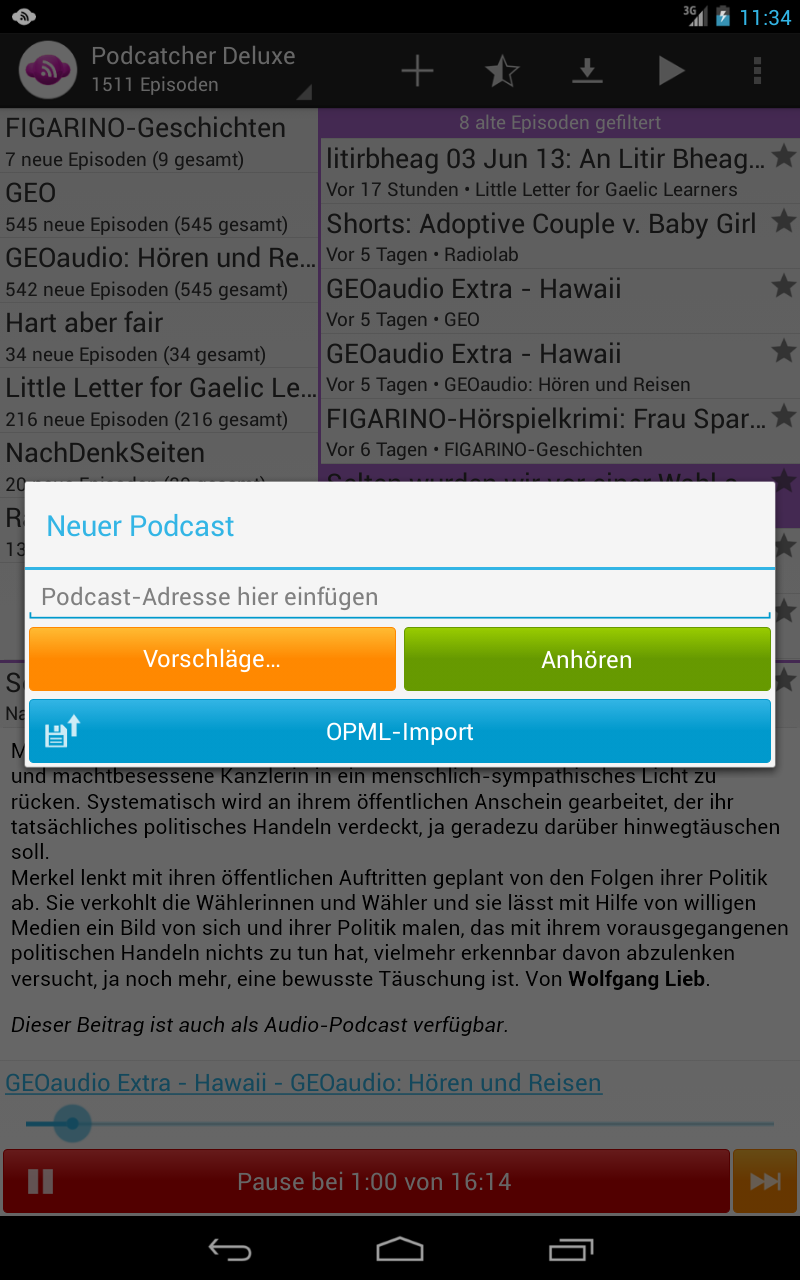 3G 11:34
Podcatcher Deluxe
1511 Episoden
FIGARINO-Geschichten
7 neue Episoden (9 gesamt)
GEO
545 neue Episoden (545 gesamt)
GEOaudio: Hören und Re...
542 neue Episoden (545 gesamt)
Hart aber fair
34 neue Episoden (34 gesamt)
Little Letter for Gaelic Le...
216 neue Episoden (216 gesamt)
NachDenkSeiten
8 alte Episoden gefiltert
litirbheag 03 Jun 13: An Litir Bheag...
Vor 17 Stunden • Little Letter for Gaelic Learners
Shorts: Adoptive Couple v. Baby Girl
Vor 5 Tagen • Radiolab
GEOaudio Extra - Hawaii
Vor 5 Tagen • GEO
GEOaudio Extra - Hawaii
Vor 5 Tagen • GEOaudio: Hören und Reisen
FIGARINO-Hörspielkrimi: Frau Spar...
Vor 6 Tagen • FIGARINO-Geschichten
Neuer Podcast
Podcast-Adresse hier einfügen
Vorschläge...
Anhören
OPML-Import
und machtbesessene Kanzlerin in ein menschlich-sympathisches Licht zu
rücken. Systematisch wird an ihrem öffentlichen Anschein gearbeitet, der ihr
tatsächliches politisches Handeln verdeckt, ja geradezu darüber hinwegtäuschen
soll.
Merkel lenkt mit ihren öffentlichen Auftritten geplant von den Folgen ihrer Politik
ab. Sie verkohlt die Wählerinnen und Wähler und sie lässt mit Hilfe von willigen
Medien ein Bild von sich und ihrer Politik malen, das mit ihrem vorausgegangenen
politischen Handeln nichts zu tun hat, vielmehr erkennbar davon abzulenken
versucht, ja noch mehr, eine bewusste Täuschung ist. Von Wolfgang Lieb.
Dieser Beitrag ist auch als Audio-Podcast verfügbar.
GEOaudio Extra - Hawaii - GEOaudio: Hören und Reisen
Pause bei 1:00 von 16:14